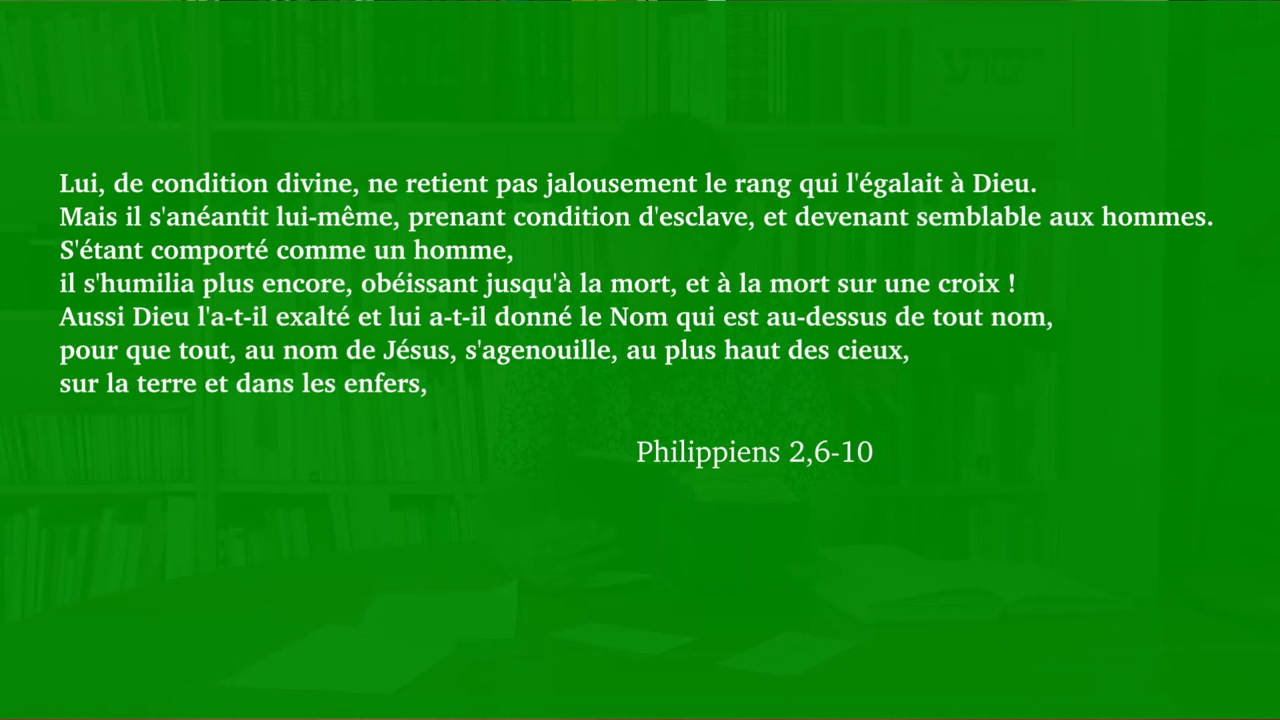 Lui, de condition divine, ne retient pas jalousement le rang qui l'égalait à Dieu.
Mais il s'anéantit lui-même, prenant condition d'esclave, et devenant semblable aux hommes.
S'étant comporté comme un homme,
il s'humilia plus encore, obéissant jusqu'à la mort, et à la mort sur une croix !
Aussi Dieu l'a-t-il exalté et lui a-t-il donné le Nom qui est au-dessus de tout nom,
pour que tout, au nom de Jésus, s'agenouille, au plus haut des cieux,
sur la terre et dans les enfers,
Philippiens 2,6-10